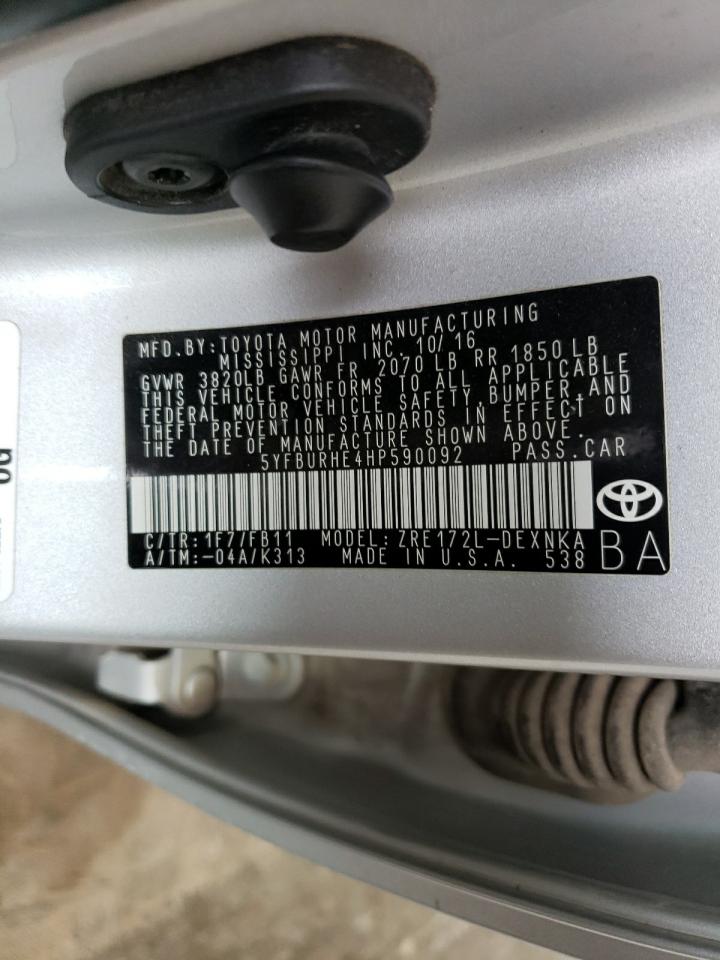 MFD.BY:TOYOTA MOTOR MANUFACTURING
MISSISSIPPI INC. 10/16
GVWR 3820LB GAWR FR 2070 LB RR 1850 LB
THIS VEHICLE CONFORMS TO ALL APPLICABLE
FEDERAL MOTOR VEHICLE SAFETY,BUMPER,AND
THEFT PREVENTION STANDARDS IN EFFECT ON
THE DATE OF MANUFACTURE SHOWN ABOVE.
5YFBURHE4HP590092 PASS.CAR
C/TR:1F7/FB11 MODEL:ZRE172L-DEXNKA
A/TM:-04A/K313 MADE IN U.S.A. 538
BA